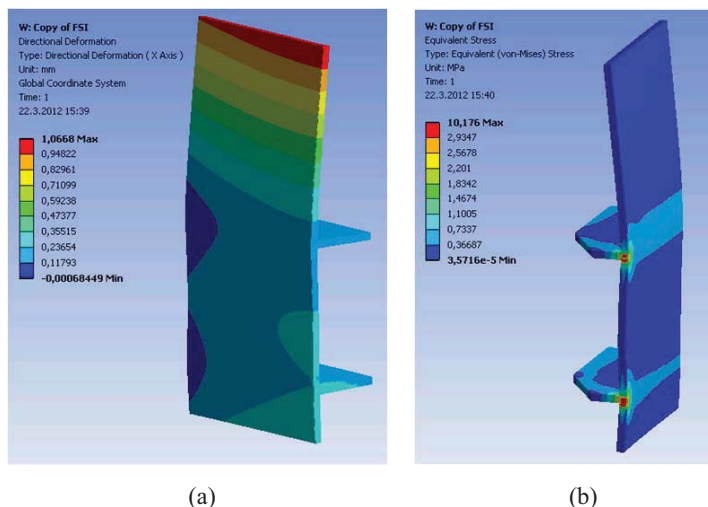 W: Copy of FSI
Directional Deformation
Type: Directional Deformation ( X Axis )
Unit: mm
Global Coordinate System
Time: 1
22.3.2012 15:39
1,0668 Max
0,94822
0,82961
0,71099
0,59238
0,47377
0,35515
0,23654
0,11793
-0,00068449 Min
W: Copy of FSI
Equivalent Stress
Type: Equivalent (von-Mises) Stress
Unit: MPa
Time: 1
22.3.2012 15:40
10,176 Max
2,9347
2,5678
2,201
1,8342
1,4674
1,1005
0,7337
0,36687
3,5716e-5 Min
(a)
(b)